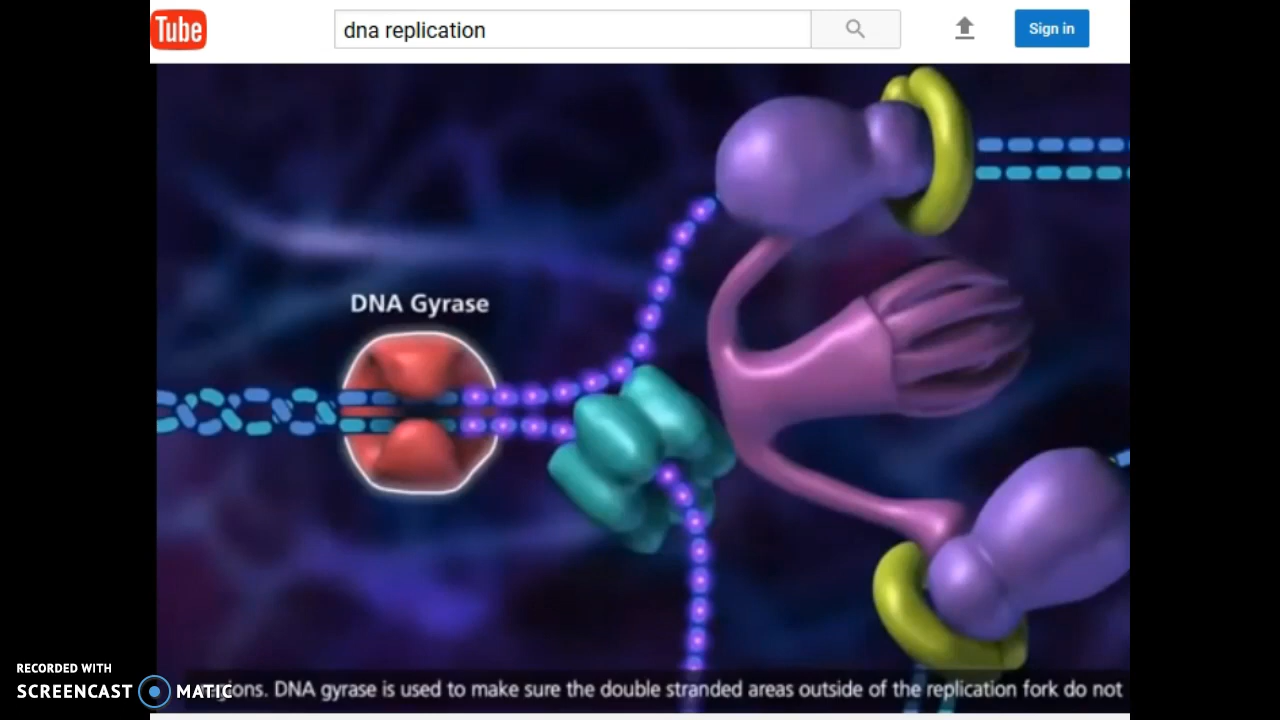 Tube
dna replication
Sign in
DNA Gyrase
RECORDED WITH
SCREENCAST MATIC
DNA gyrase is used to make sure the double stranded areas outside of the replication fork do not